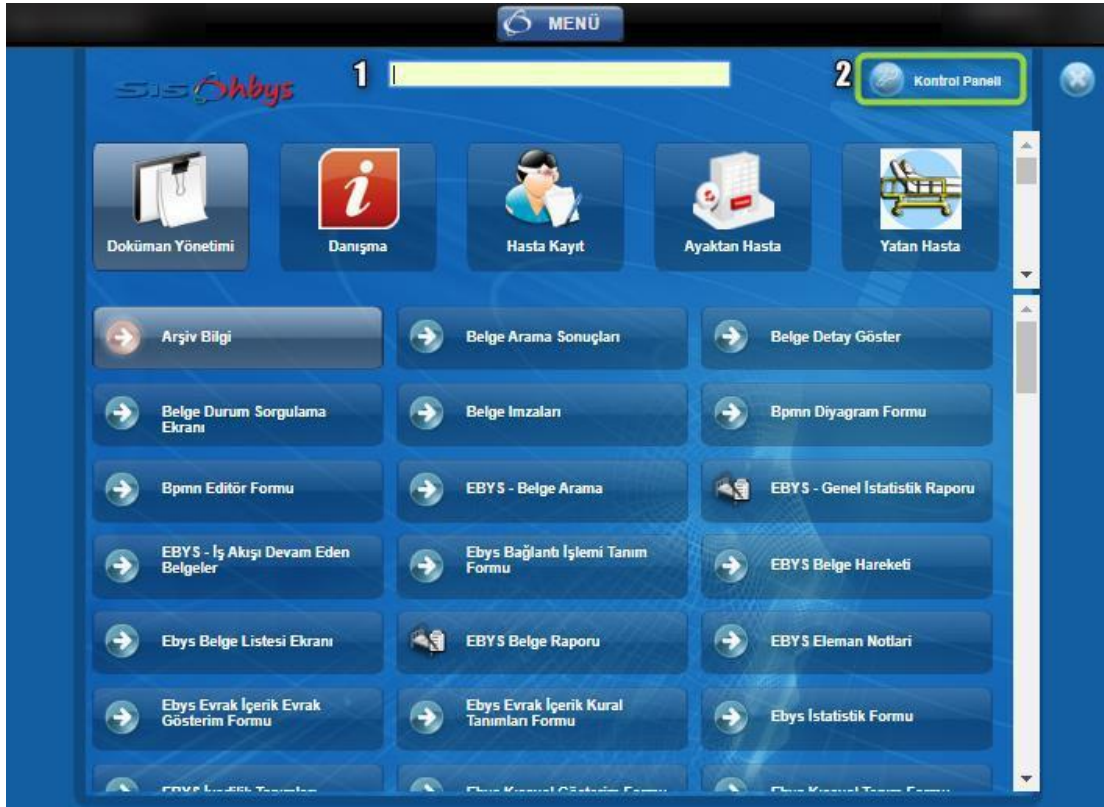 MENÜ
sisohbys
1
2
Kontrol Paneli
Doküman Yönetimi
Danışma
Hasta Kayıt
Ayaktan Hasta
Yatan Hasta
Arşiv Bilgi
Belge Arama Sonuçları
Belge Detay Göster
Belge Durum Sorgulama
Ekranı
Belge Imzaları
Bpmn Diyagram Formu
Bpmn Editör Formu
EBYS - Belge Arama
EBYS - Genel İstatistik Raporu
EBYS - İş Akışı Devam Eden
Belgeler
Ebys Bağlantı İşlemi Tanım
Formu
EBYS Belge Hareketi
Ebys Belge Listesi Ekranı
EBYS Belge Raporu
EBYS Eleman Notlari
Ebys Evrak İçerik Evrak
Gösterim Formu
Ebys Evrak İçerik Kural
Tanımları Formu
Ebys İstatistik Formu